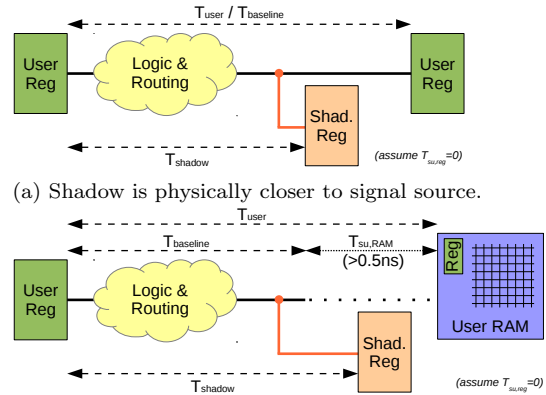 T_user / T_baseline
User Reg
Logic & Routing
User Reg
Shad. Reg
T_shadow
(assume T_su,reg=0)
(a) Shadow is physically closer to signal source.
T_user
T_baseline
T_su,RAM
(>0.5ns)
Reg
User Reg
Logic & Routing
User RAM
Shad. Reg
T_shadow
(assume T_su,reg=0)